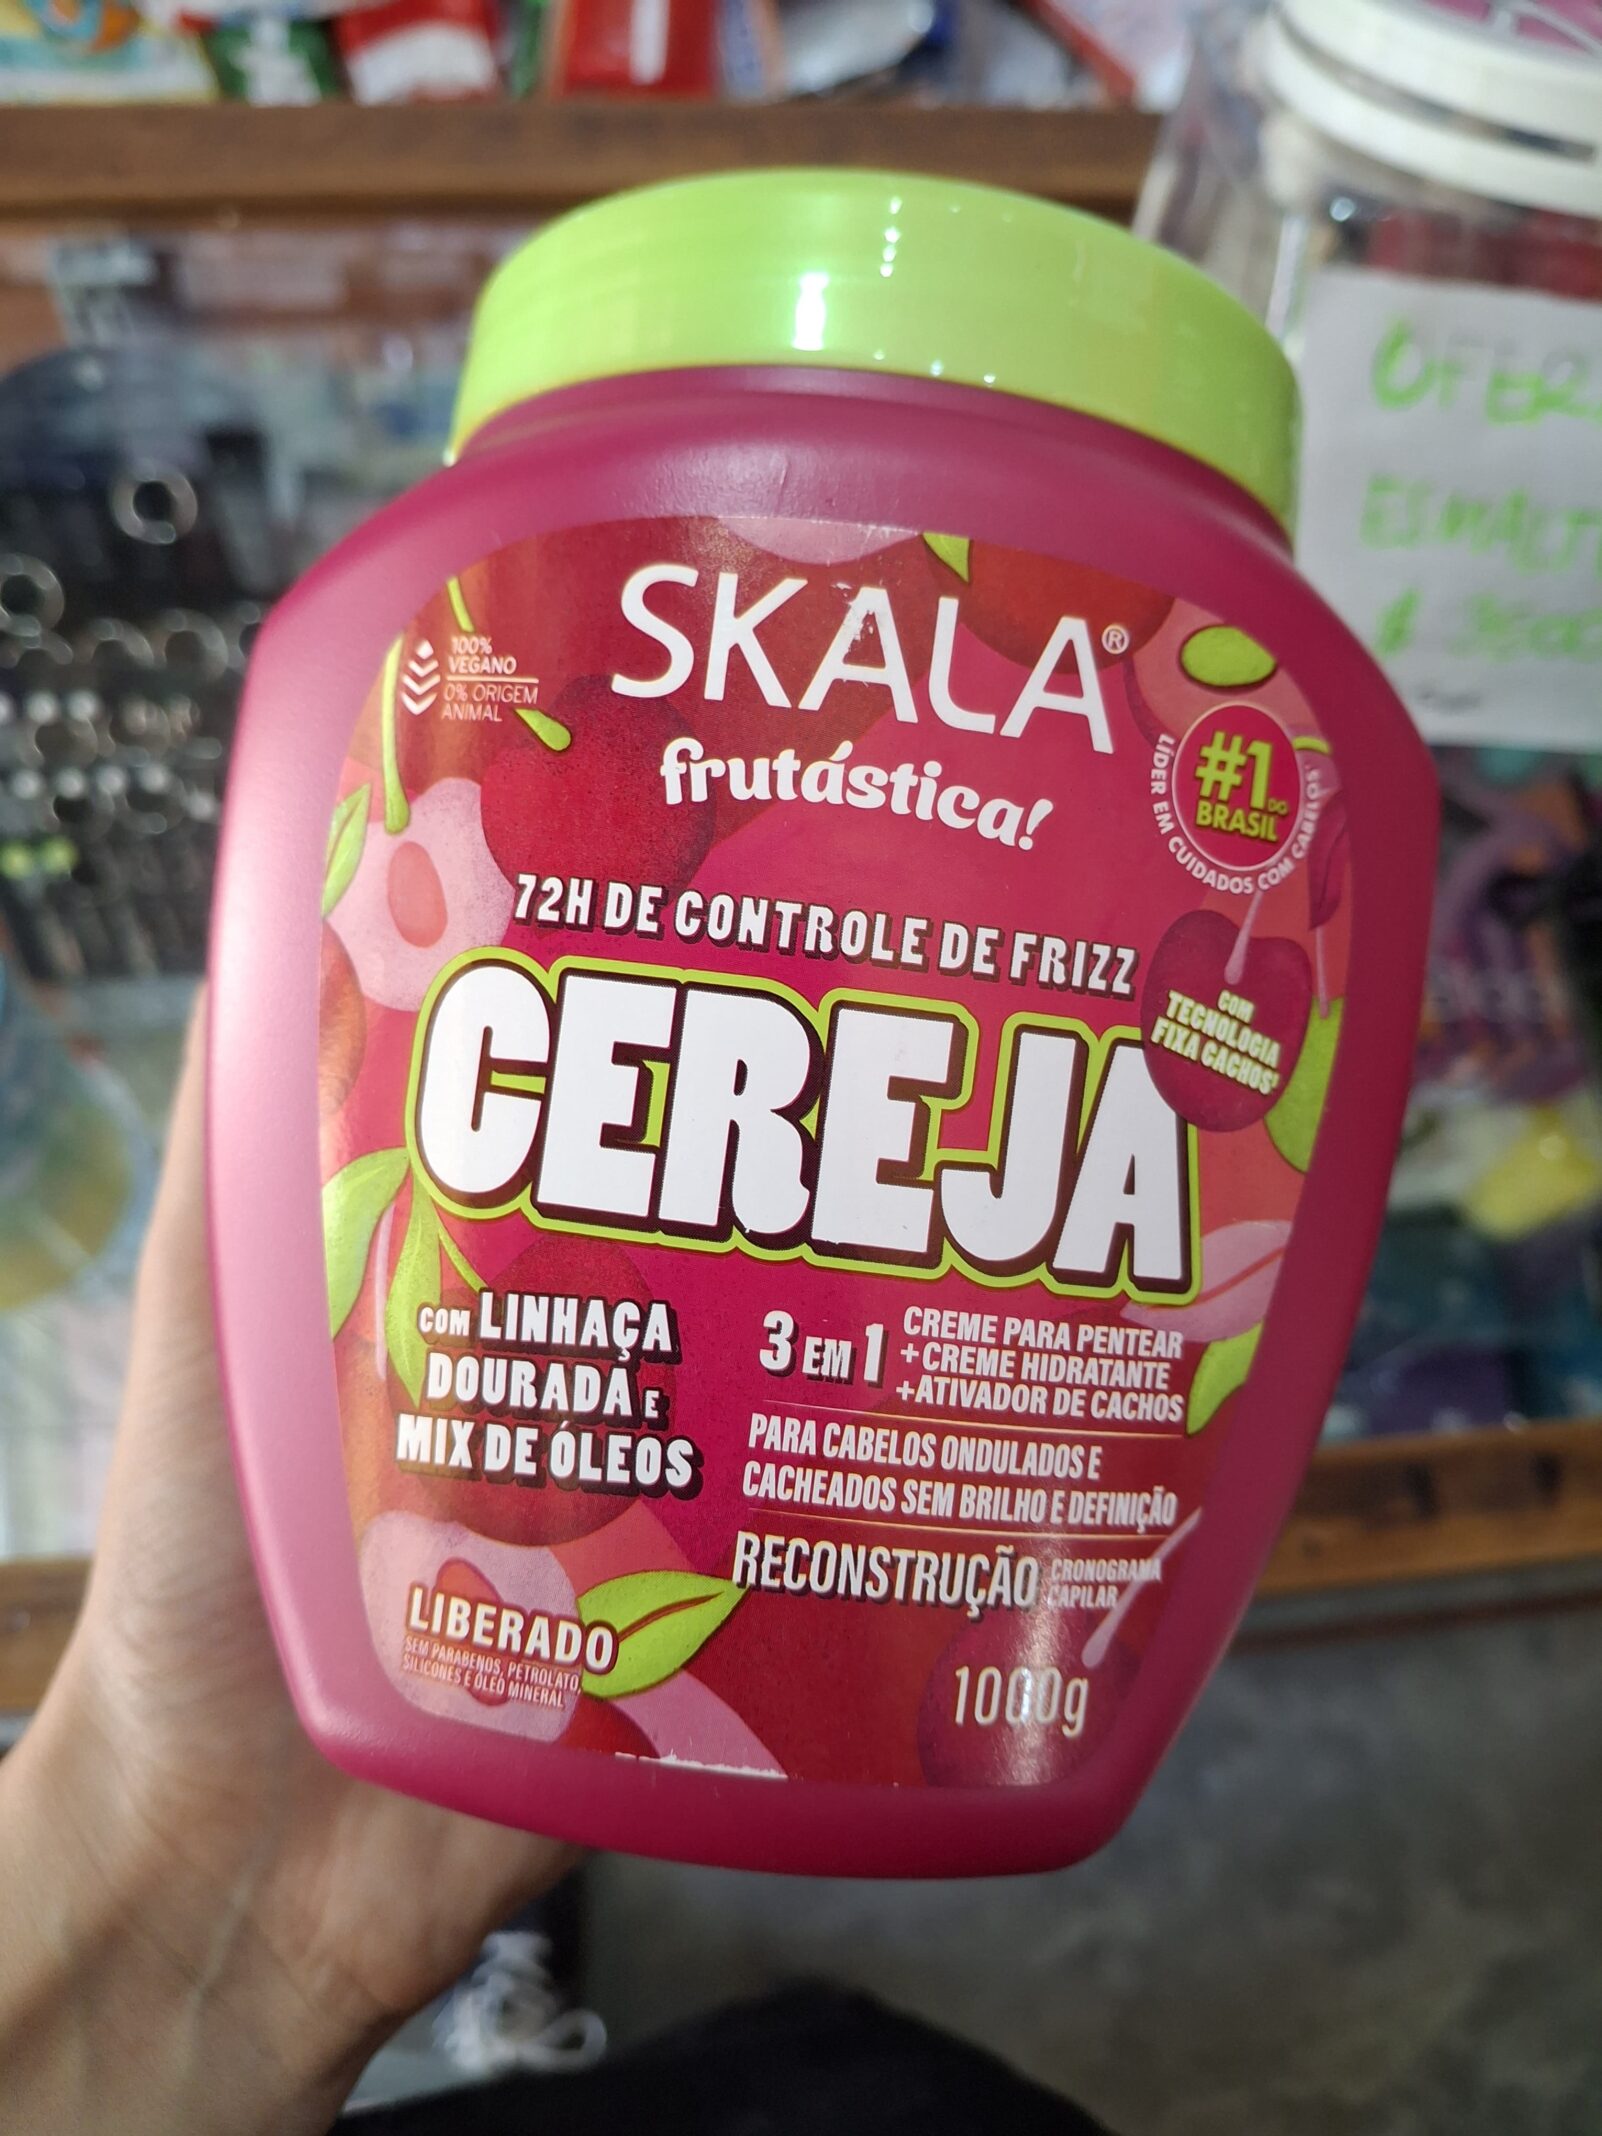 SKALA®
frutástica!
100%
VEGANO
0% ORIGEM
ANIMAL
#1 DO
BRASIL
LÍDER EM CUIDADOS COM CABELOS
72H DE CONTROLE DE FRIZZ
CEREJA
COM
TECNOLOGIA
FIXA CACHOS
COM LINHAÇA
DOURADA E
MIX DE ÓLEOS
3 EM 1
CREME PARA PENTEAR
+CREME HIDRATANTE
+ATIVADOR DE CACHOS
PARA CABELOS ONDULADOS E
CACHEADOS SEM BRILHO E DEFINIÇÃO
RECONSTRUÇÃO CRONOGRAMA
CAPILAR
LIBERADO
SEM PARABENOS, PETROLATO,
SILICONES E ÓLEO MINERAL
1000g